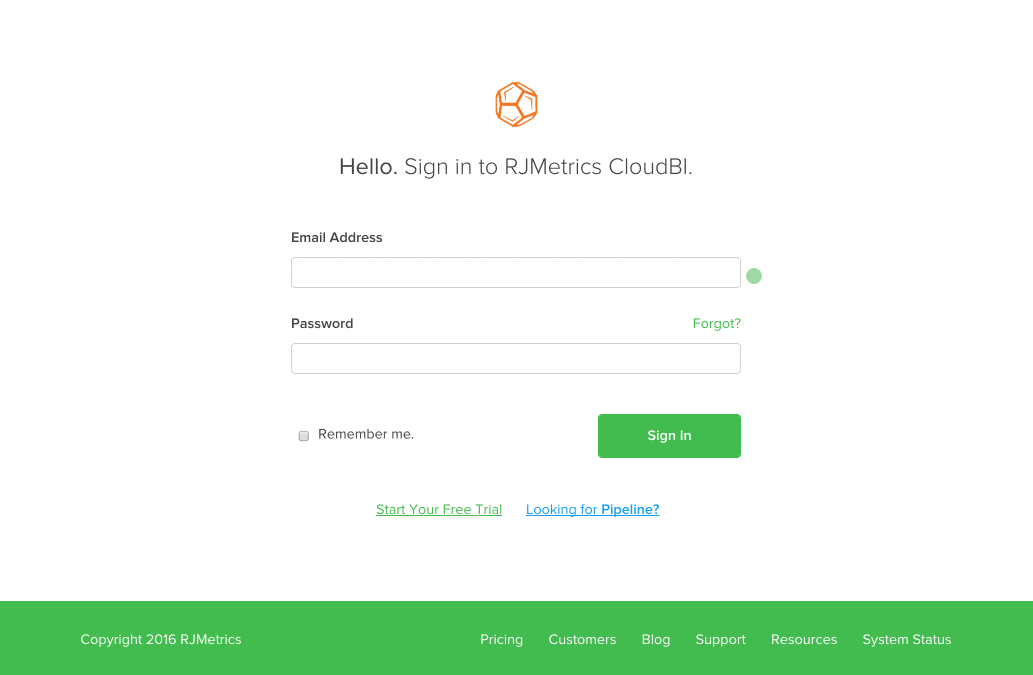 Hello. Sign in to RJMetrics CloudBI.
Email Address
Password Forgot?
Remember me. Sign In
Start Your Free Trial Looking for Pipeline?
Copyright 2016 RJMetrics Pricing Customers Blog Support Resources System Status